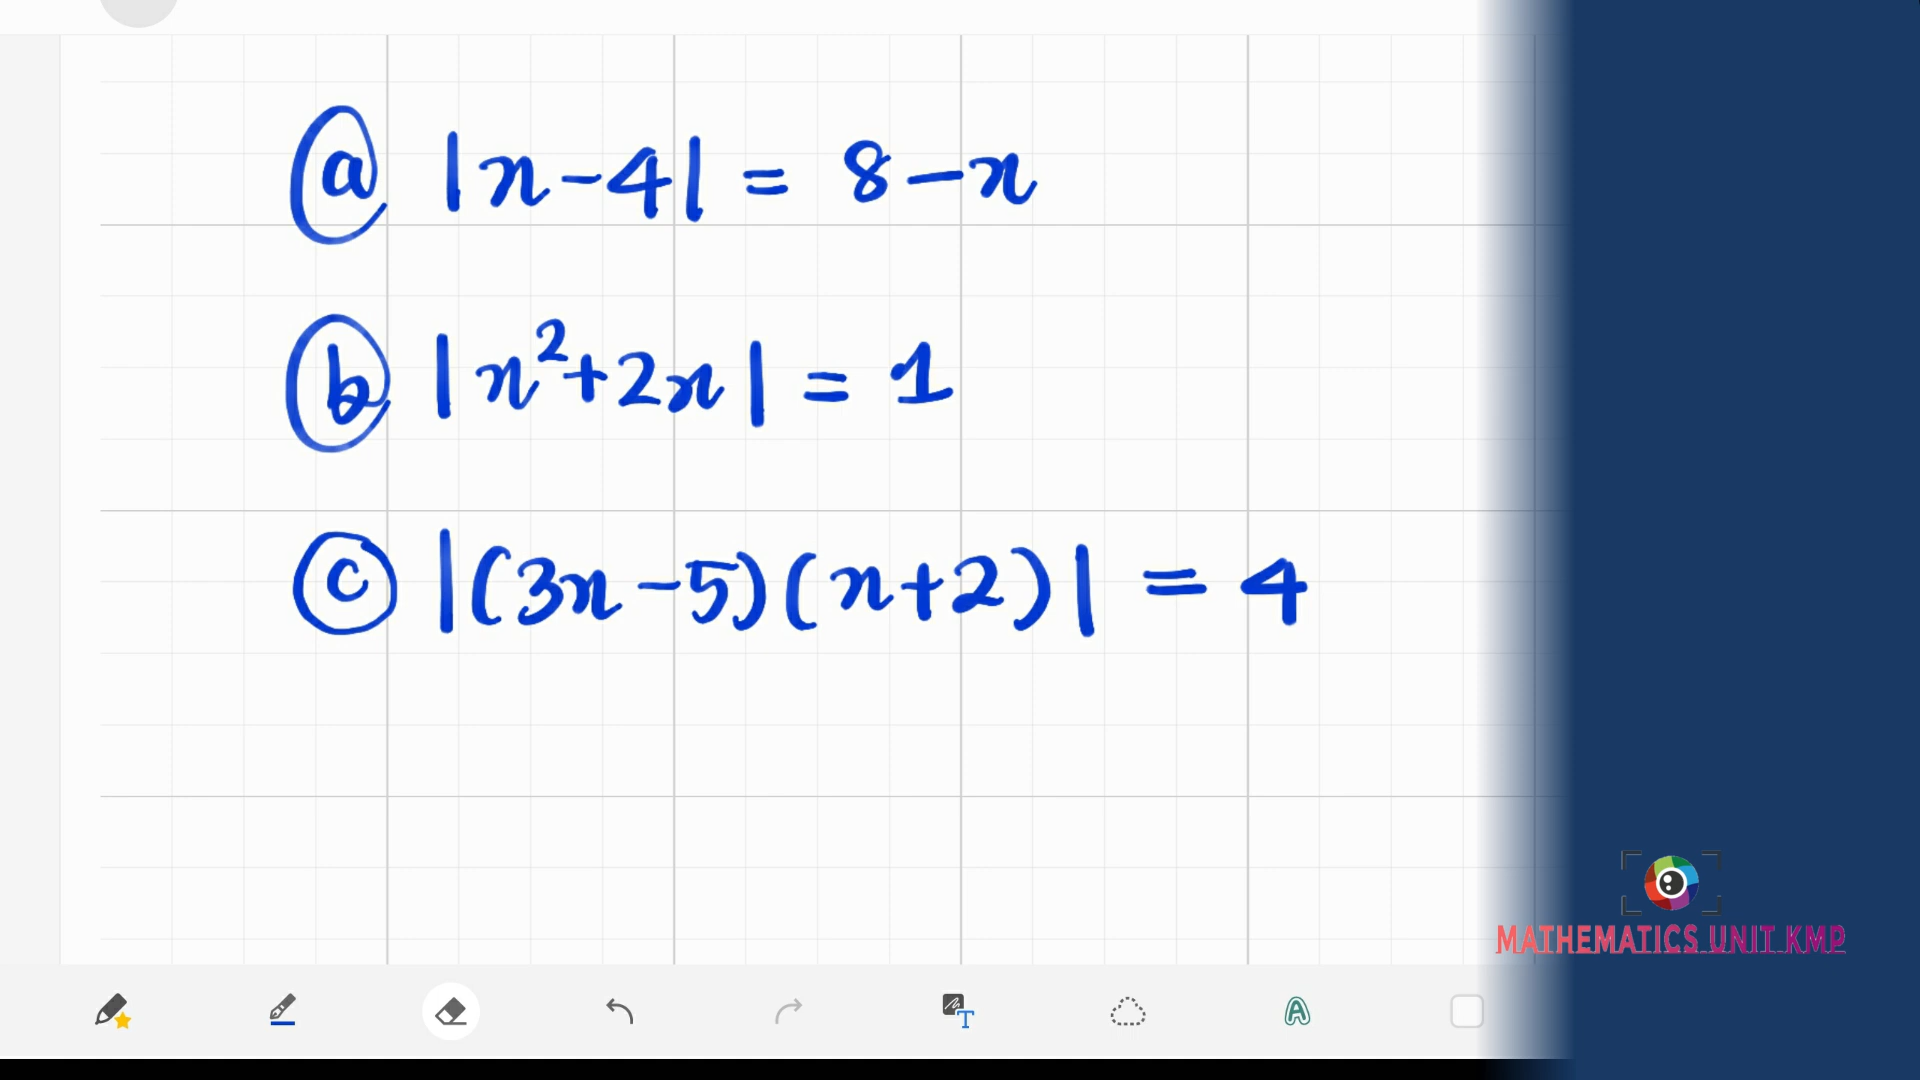 ⓐ |x-4| = 8-x
ⓑ |x²+2x| = 1
ⓒ |(3x-5)(x+2)| = 4
MATHEMATICS UNIT KMP